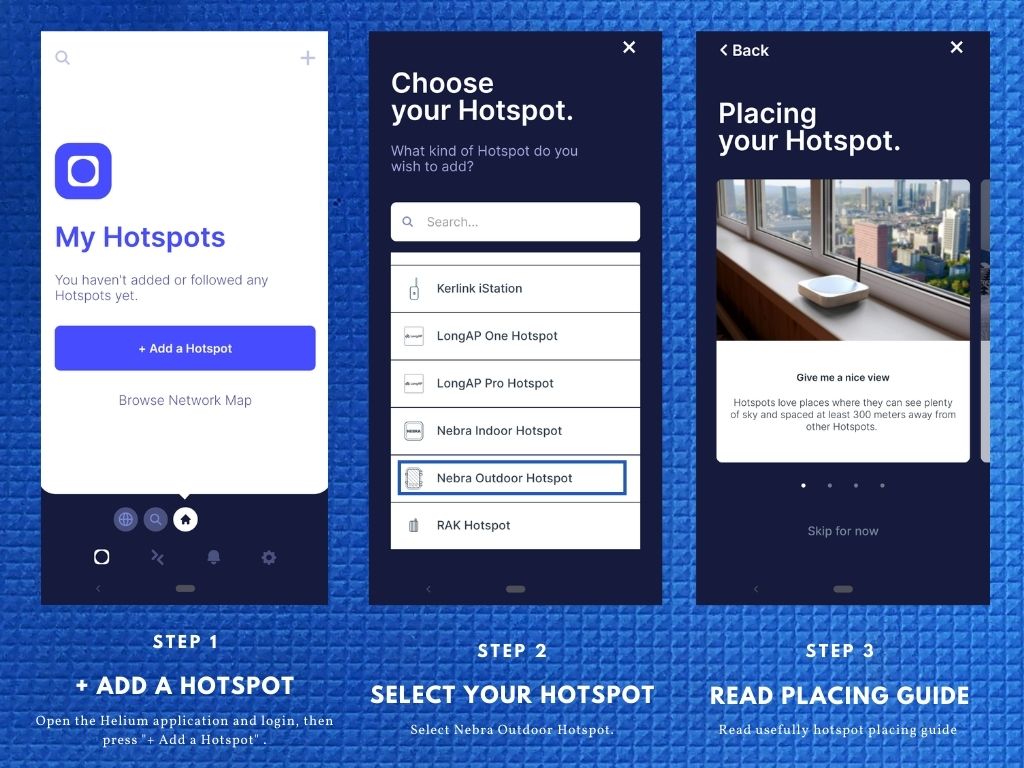 My Hotspots
You haven't added or followed any
Hotspots yet.
+ Add a Hotspot
Browse Network Map
STEP 1
+ ADD A HOTSPOT
Open the Helium application and login, then
press "+ Add a Hotspot" .
Choose
your Hotspot.
What kind of Hotspot do you
wish to add?
Search...
Kerlink iStation
LongAP One Hotspot
LongAP Pro Hotspot
NEBRA
Nebra Indoor Hotspot
Nebra Outdoor Hotspot
RAK Hotspot
STEP 2
SELECT YOUR HOTSPOT
Select Nebra Outdoor Hotspot.
Back
Placing
your Hotspot.
Give me a nice view
Hotspots love places where they can see plenty
of sky and spaced at least 300 meters away from
other Hotspots.
Skip for now
STEP 3
READ PLACING GUIDE
Read usefully hotspot placing guide